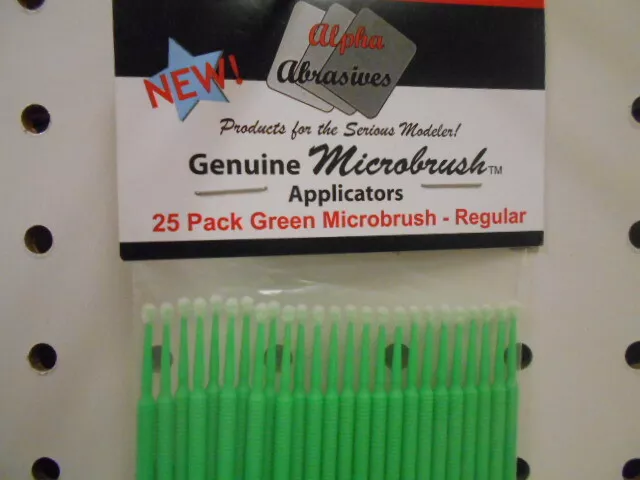 NEW!
Alpha
Abrasives
Products for the Serious Modeler!
Genuine Microbrush™
Applicators
25 Pack Green Microbrush - Regular